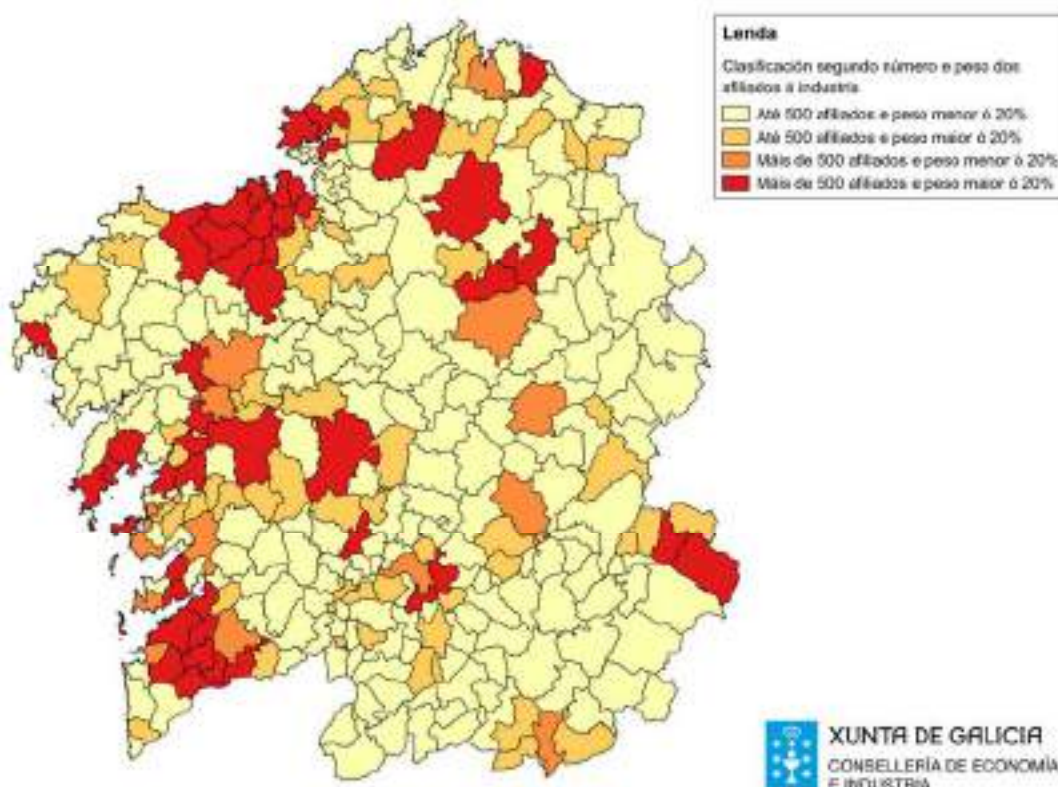 Lenda
Clasificación segundo número e peso dos
afiliados á industria
Até 500 afiliados e peso menor ó 20%
Até 500 afiliados e peso maior ó 20%
Máis de 500 afiliados e peso menor ó 20%
Máis de 500 afiliados e peso maior ó 20%
XUNTA DE GALICIA
CONSELLERÍA DE ECONOMÍA
E INDUSTRIA